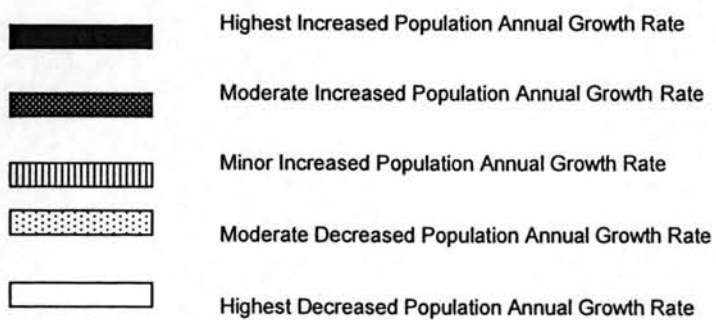 Highest Increased Population Annual Growth Rate
Moderate Increased Population Annual Growth Rate
Minor Increased Population Annual Growth Rate
Moderate Decreased Population Annual Growth Rate
Highest Decreased Population Annual Growth Rate